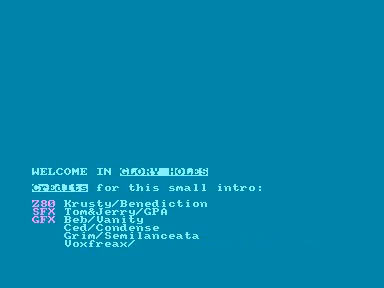 WELCOME IN GLORY HOLES
CrEdIts for this small intro:
Z80 Krusty/Benediction
SFX Tom&Jerry/GPA
GFX Beb/Vanity
Ced/Condense
Grim/Semilanceata
Voxfreax/